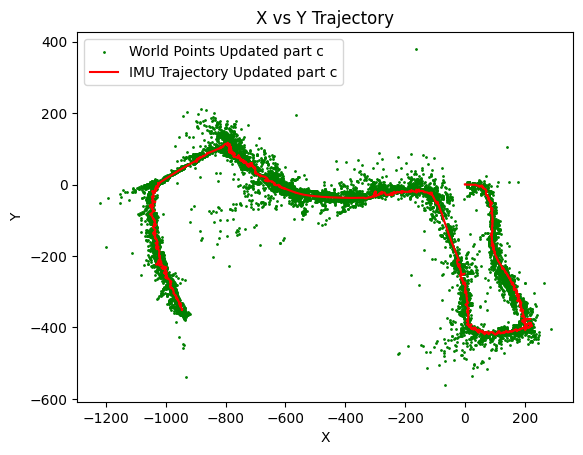 X vs Y Trajectory
World Points Updated part c
IMU Trajectory Updated part c
400
200
0
−200
−400
−600
Y
−1200 −1000 −800 −600 −400 −200 0 200
X